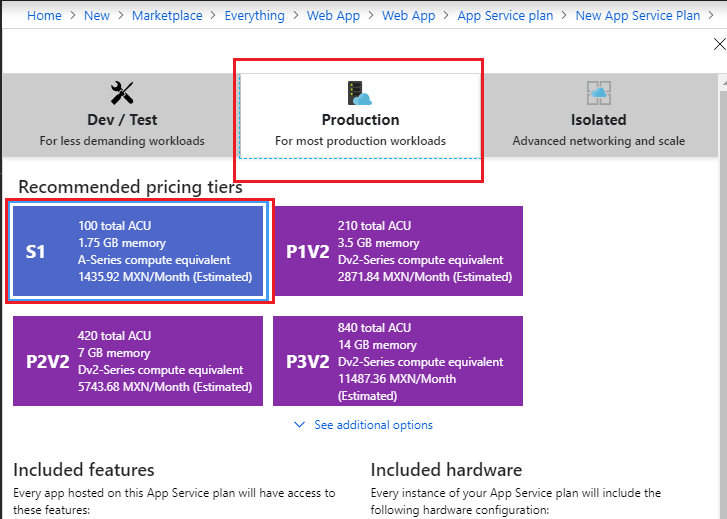 Home > New > Marketplace > Everything > Web App > Web App > App Service plan > New App Service Plan >
Dev / Test
For less demanding workloads
Production
For most production workloads
Isolated
Advanced networking and scale
Recommended pricing tiers
S1
100 total ACU
1.75 GB memory
A-Series compute equivalent
1435.92 MXN/Month (Estimated)
P1V2
210 total ACU
3.5 GB memory
Dv2-Series compute equivalent
2871.84 MXN/Month (Estimated)
P2V2
420 total ACU
7 GB memory
Dv2-Series compute equivalent
5743.68 MXN/Month (Estimated)
P3V2
840 total ACU
14 GB memory
Dv2-Series compute equivalent
11487.36 MXN/Month
(Estimated)
See additional options
Included features
Every app hosted on this App Service plan will have access to
these features:
Included hardware
Every instance of your App Service plan will include the
following hardware configuration: